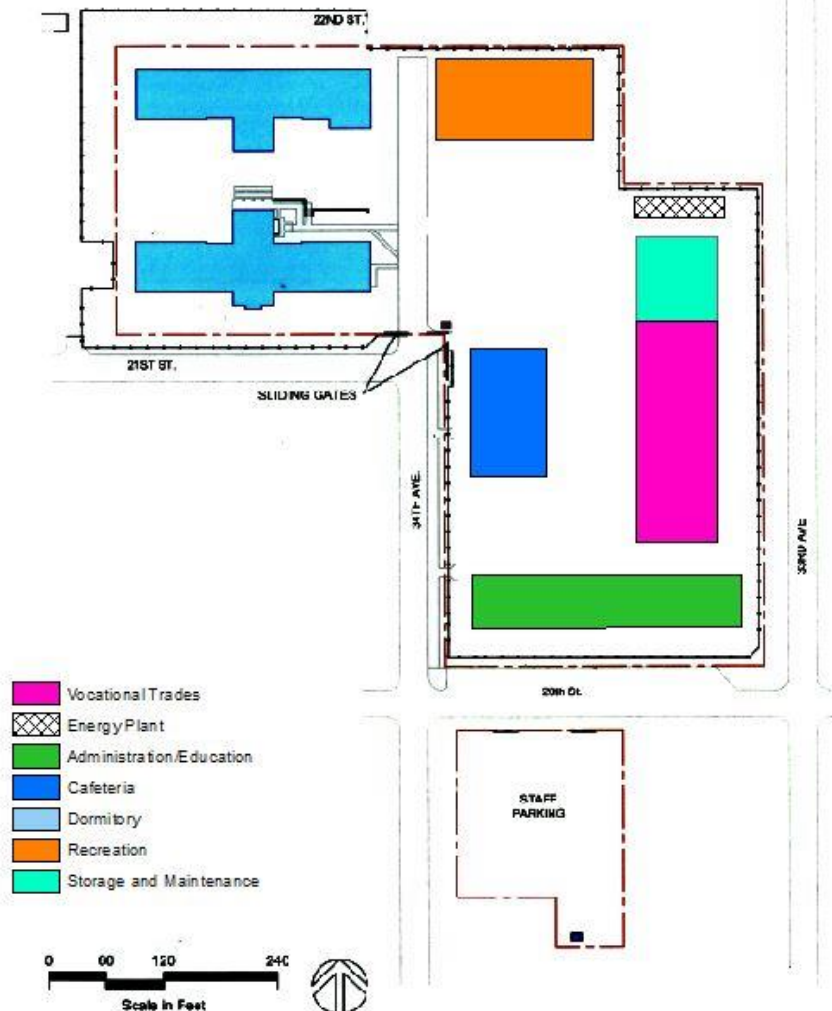 22ND ST.
21ST ST.
SLIDING GATES
34TH AVE.
33RD AVE
20th St.
STAFF
PARKING
Vocational Trades
Energy Plant
Administration/Education
Cafeteria
Dormitory
Recreation
Storage and Maintenance
0 60 120 240
Scale in Feet